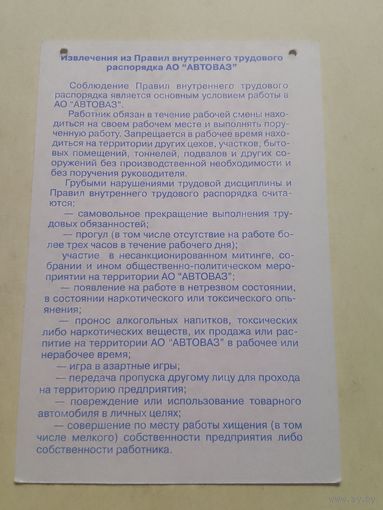 Извлечения из Правил внутреннего трудового
распорядка АО “АВТОВАЗ”
Соблюдение Правил внутреннего трудового
распорядка является основным условием работы в
АО “АВТОВАЗ”.
Работник обязан в течение рабочей смены нахо-
диться на своем рабочем месте и выполнять пору-
ченную работу. Запрещается в рабочее время нахо-
диться на территории других цехов, участков, быто-
вых помещений, тоннелей, подвалов и других со-
оружений без производственной необходимости и
без поручения руководителя.
Грубыми нарушениями трудовой дисциплины и
Правил внутреннего трудового распорядка счита-
ются;
— самовольное прекращение выполнения тру-
довых обязанностей;
— прогул (в том числе отсутствие на работе бо-
лее трех часов в течение рабочего дня);
участие в несанкционированном митинге, со-
брании и ином общественно-политическом меро-
приятии на территории АО “АВТОВАЗ”;
— появление на работе в нетрезвом состоянии,
в состоянии наркотического или токсического опь-
янения;
— пронос алкогольных напитков, токсических
либо наркотических веществ, их продажа или рас-
питие на территории АО “АВТОВАЗ” в рабочее или
нерабочее время;
— игра в азартные игры;
— передача пропуска другому лицу для прохода
на территорию предприятия;
— повреждение или использование товарного
автомобиля в личных целях;
— совершение по месту работы хищения (в том
числе мелкого) собственности предприятия либо
собственности работника.